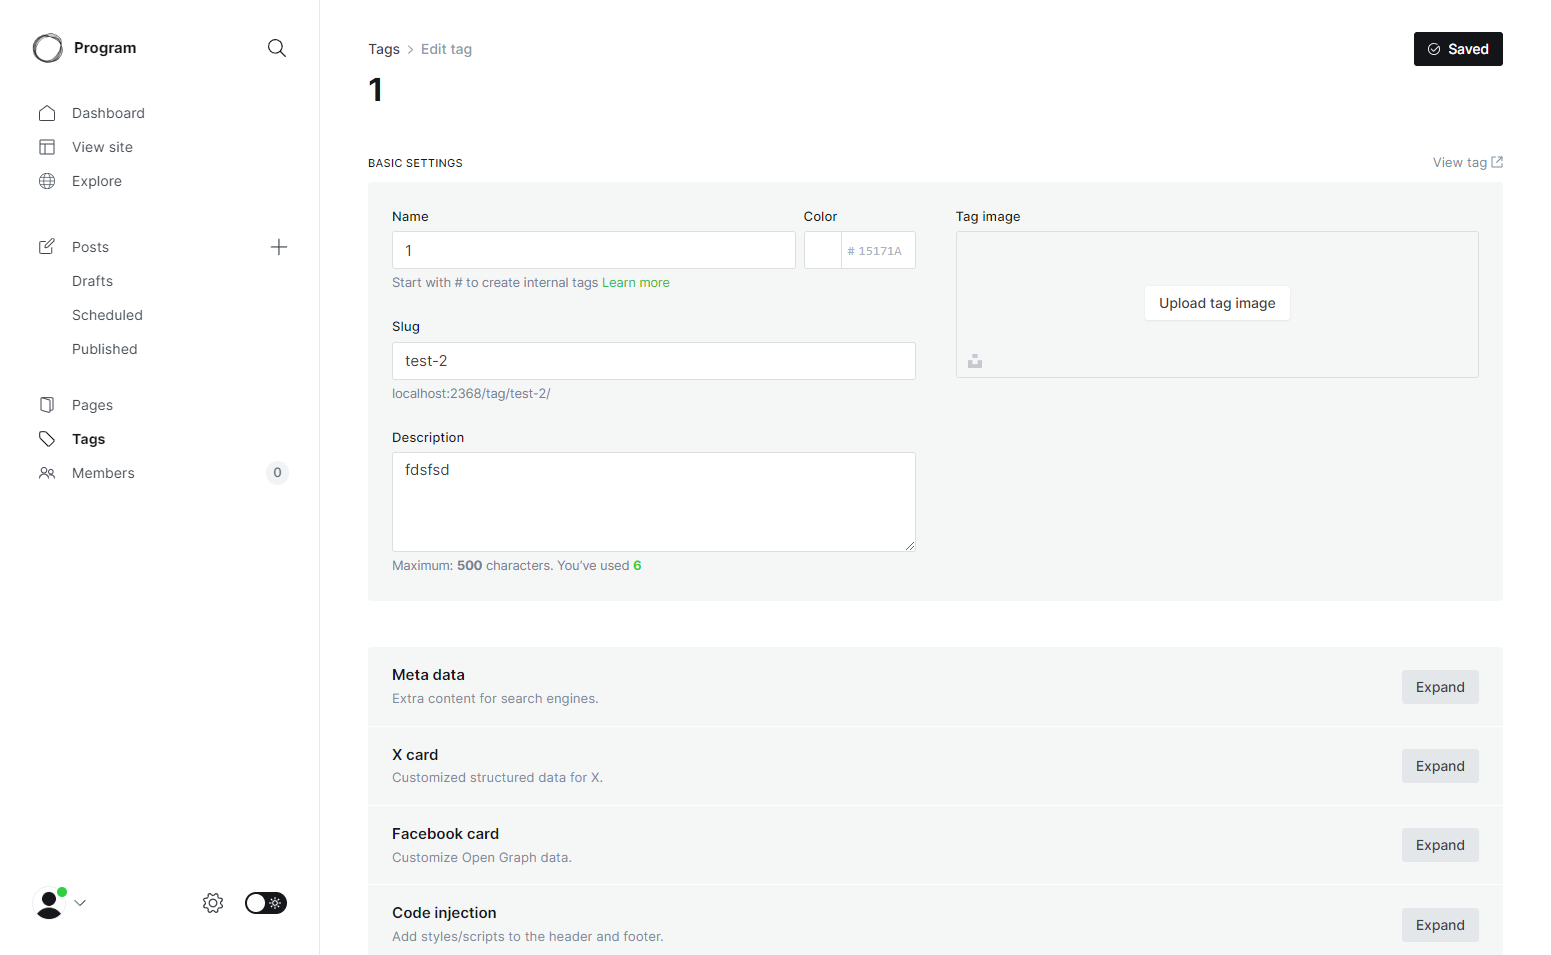 Program
Dashboard
View site
Explore
Posts
Drafts
Scheduled
Published
Pages
Tags
Members 0
Tags > Edit tag
Saved
1
BASIC SETTINGS
View tag
Name
1
Start with # to create internal tags Learn more
Color
# 15171A
Slug
test-2
localhost:2368/tag/test-2/
Description
fdsfsd
Maximum: 500 characters. You've used 6
Tag image
Upload tag image
Meta data
Extra content for search engines.
Expand
X card
Customized structured data for X.
Expand
Facebook card
Customize Open Graph data.
Expand
Code injection
Add styles/scripts to the header and footer.
Expand